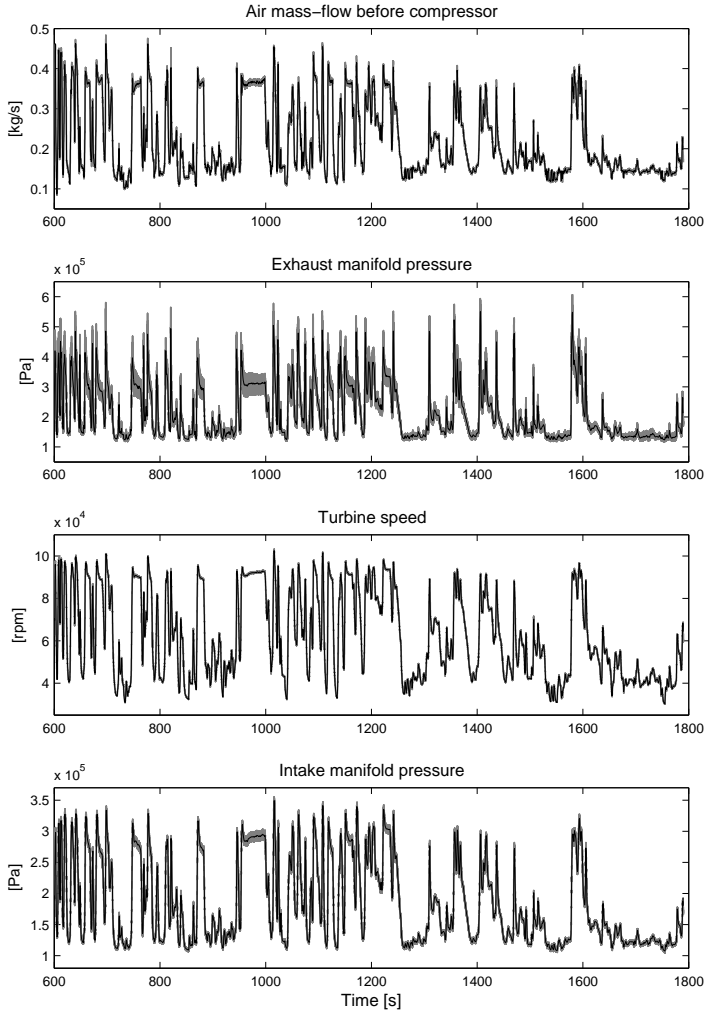 Air mass−flow before compressor
0.5
0.4
0.3
0.2
0.1
[kg/s]
600 800 1000 1200 1400 1600 1800
x 10^5
Exhaust manifold pressure
6
5
4
3
2
1
[Pa]
600 800 1000 1200 1400 1600 1800
x 10^4
Turbine speed
10
8
6
4
[rpm]
600 800 1000 1200 1400 1600 1800
x 10^5
Intake manifold pressure
3.5
3
2.5
2
1.5
1
[Pa]
600 800 1000 1200 1400 1600 1800
Time [s]